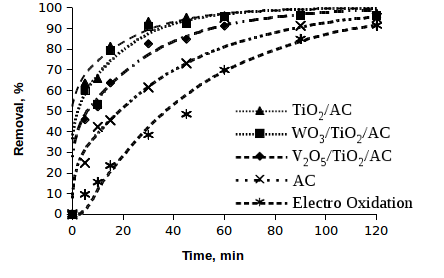 100
90
80
70
60
50
40
30
20
10
0
Removal, %
TiO2/AC
WO3/TiO2/AC
V2O5/TiO2/AC
AC
Electro Oxidation
0 20 40 60 80 100 120
Time, min